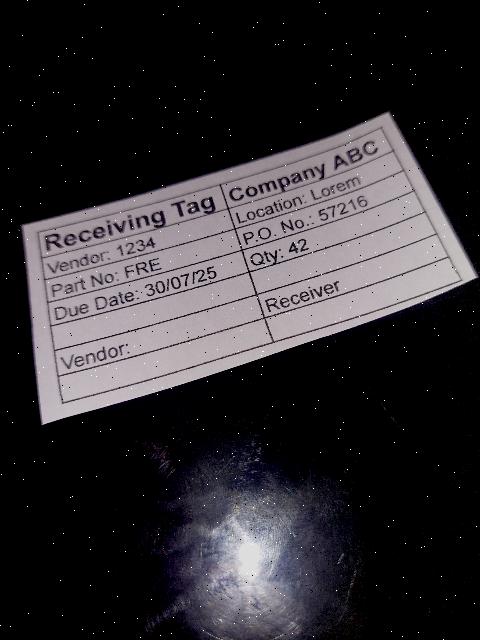 Receiving Tag Company ABC
Vendor: 1234 Location: Lorem
Part No: FRE P.O. No.: 57216
Due Date: 30/07/25 Qty: 42
Vendor: Receiver